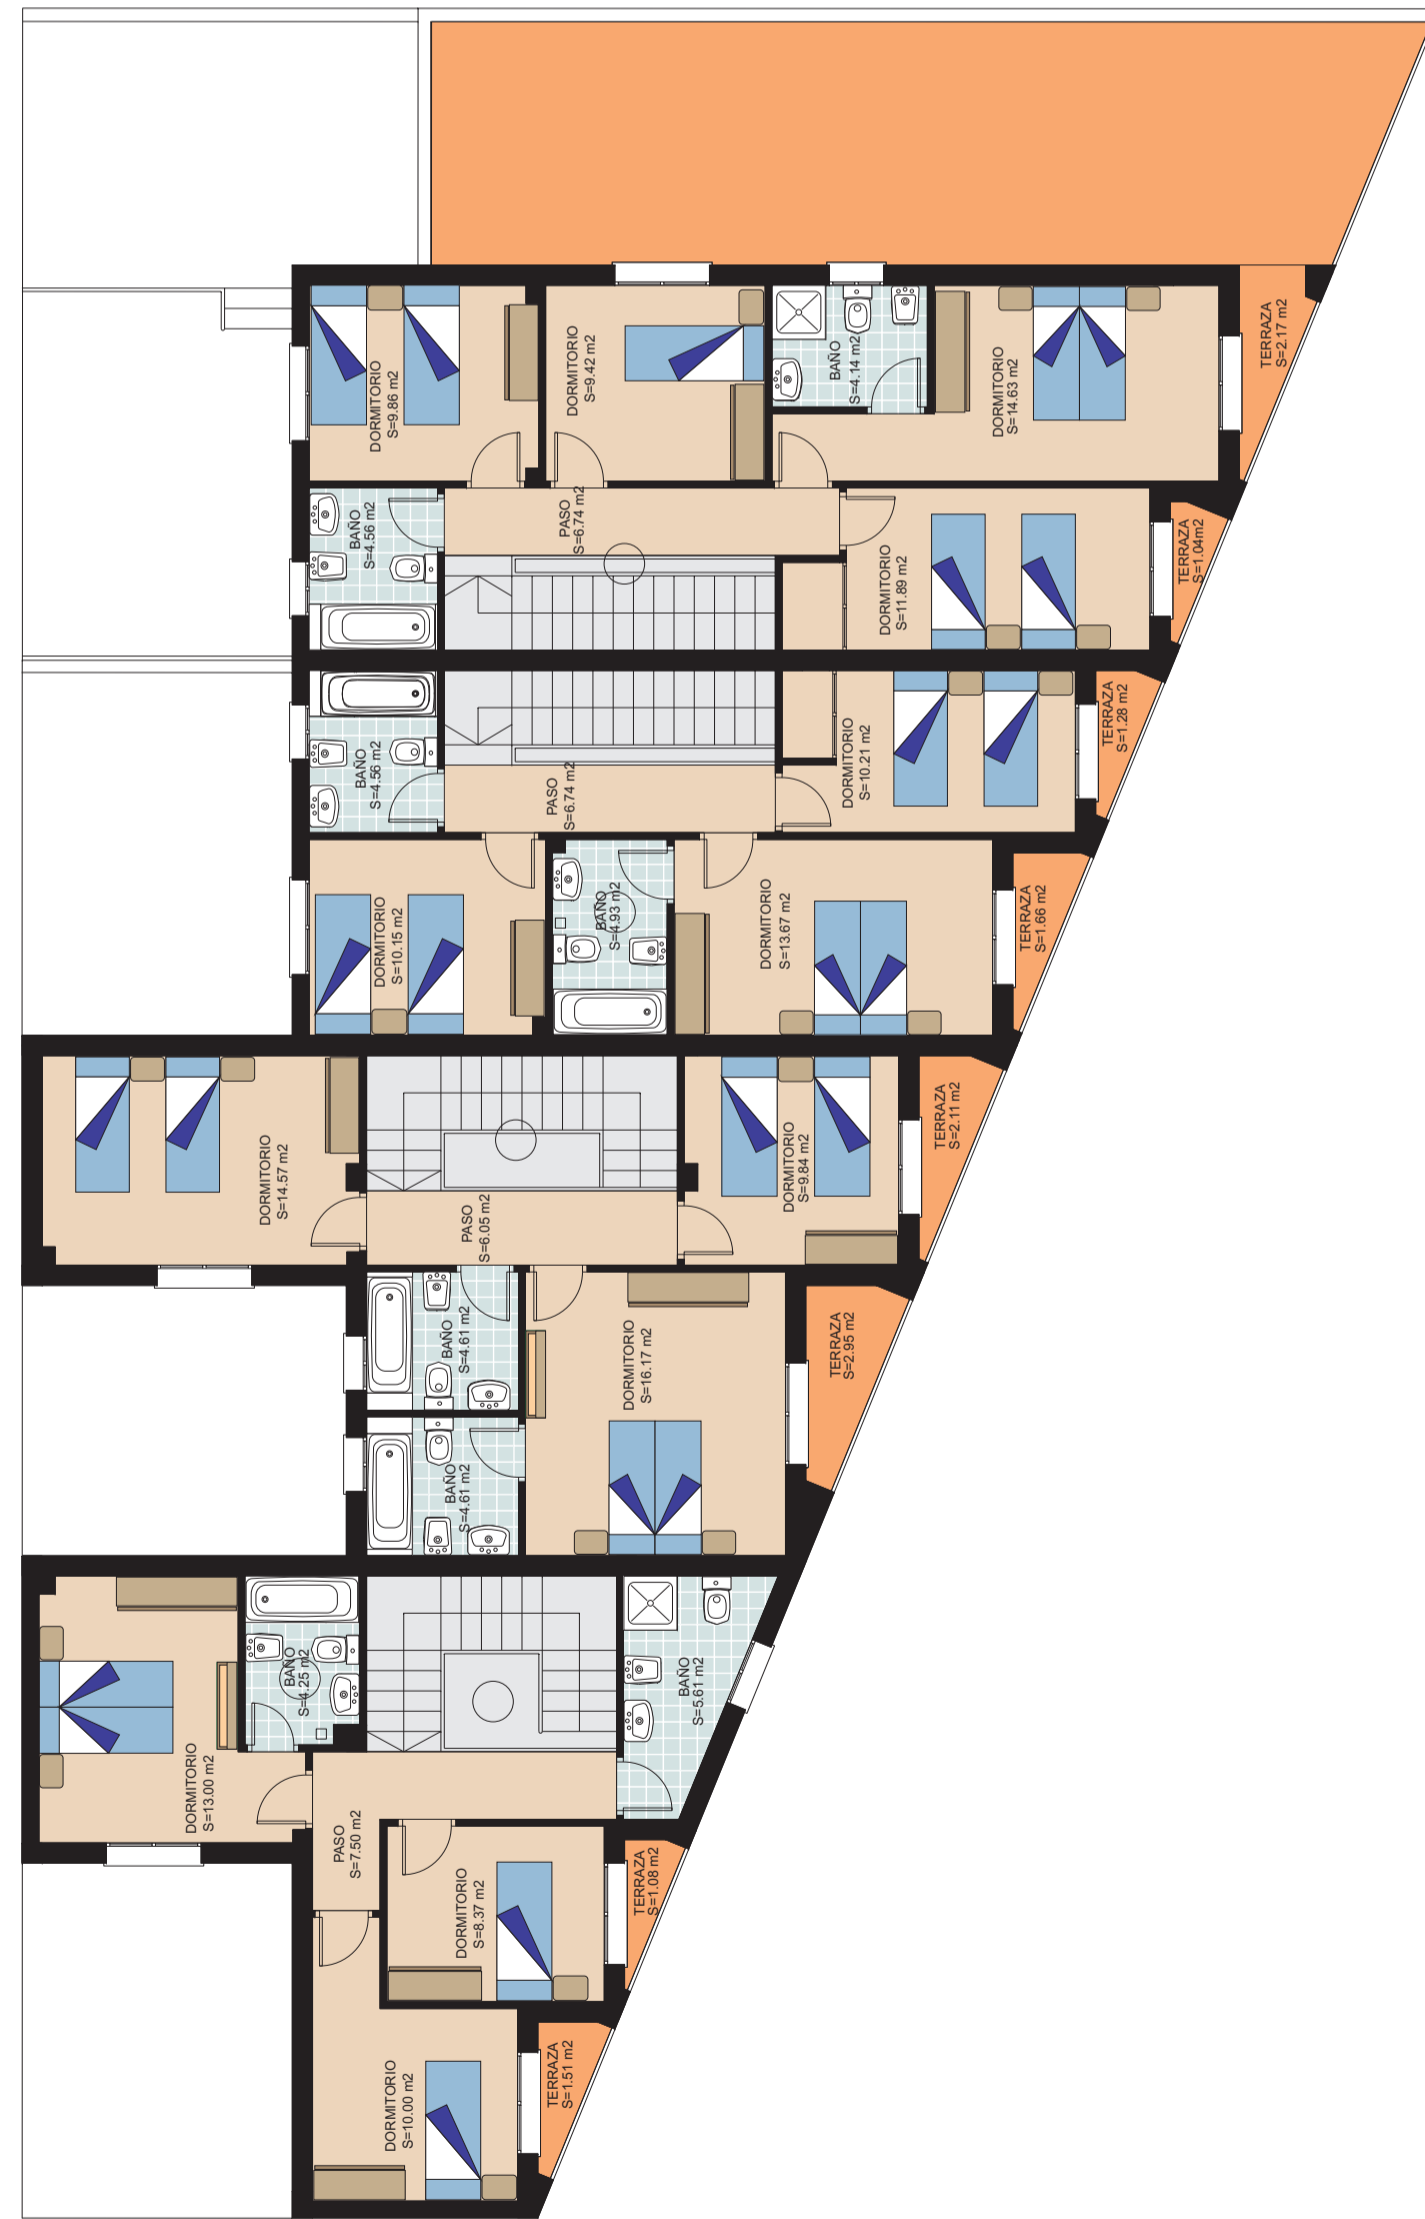 DORMITORIO
S=9.86 m2
DORMITORIO
S=9.42 m2
BAÑO
S=4.14 m2
DORMITORIO
S=14.63 m2
TERRAZA
S=2.17 m2
BAÑO
S=4.56 m2
PASO
S=6.74 m2
DORMITORIO
S=11.89 m2
TERRAZA
S=1.04m2
BAÑO
S=4.56 m2
PASO
S=6.74 m2
DORMITORIO
S=10.21 m2
TERRAZA
S=1.28 m2
DORMITORIO
S=10.15 m2
BAÑO
S=4.93 m2
DORMITORIO
S=13.67 m2
TERRAZA
S=1.66 m2
DORMITORIO
S=14.57 m2
PASO
S=6.05 m2
DORMITORIO
S=9.84 m2
TERRAZA
S=2.11 m2
BAÑO
S=4.61 m2
DORMITORIO
S=16.17 m2
TERRAZA
S=2.95 m2
BAÑO
S=4.61 m2
DORMITORIO
S=13.00 m2
BAÑO
S=4.25 m2
BAÑO
S=5.61 m2
PASO
S=7.50 m2
DORMITORIO
S=8.37 m2
TERRAZA
S=1.08 m2
DORMITORIO
S=10.00 m2
TERRAZA
S=1.51 m2